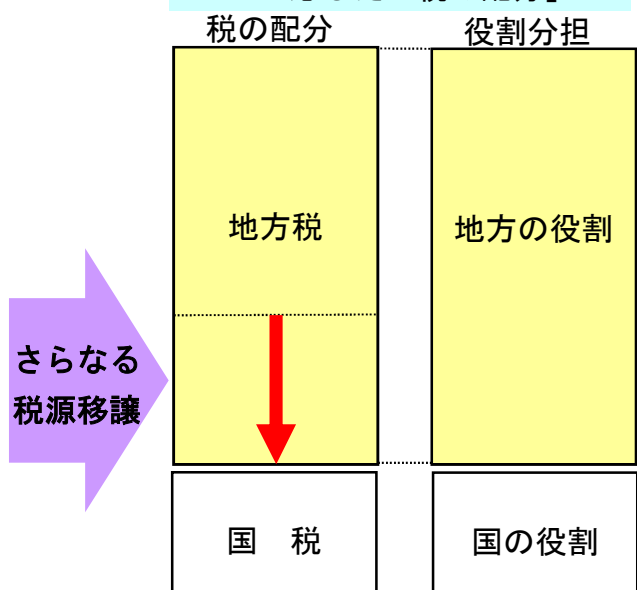 税の配分
役割分担
地方税
地方の役割
さらなる
税源移譲
国　税
国の役割